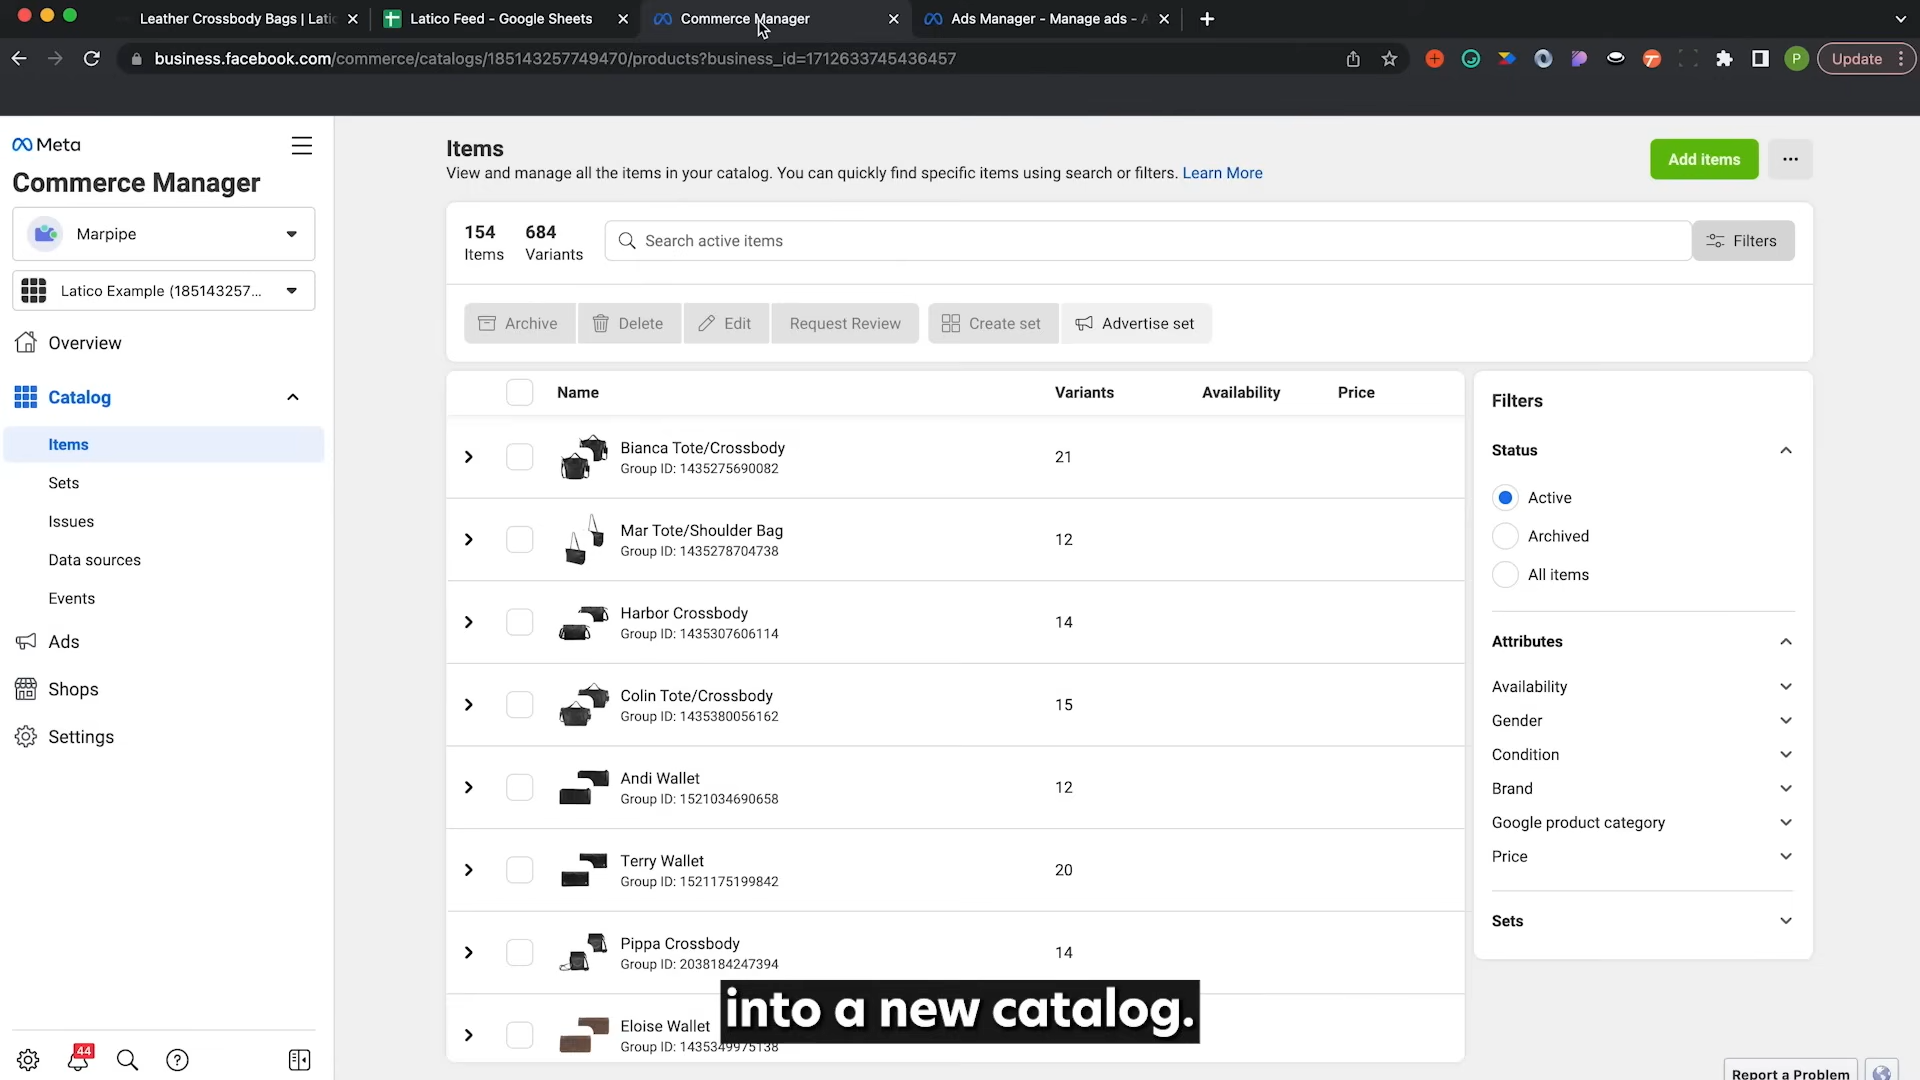 Leather Crossbody Bags | Latic
Latico Feed - Google Sheets
Commerce Manager
Ads Manager - Manage ads - A
business.facebook.com/commerce/catalogs/185143257749470/products?business_id=1712633745436457
P
Update
Meta
Commerce Manager
Marpipe
Latico Example (185143257...
Overview
Catalog
Items
Sets
Issues
Data sources
Events
Ads
Shops
Settings
44
Items
View and manage all the items in your catalog. You can quickly find specific items using search or filters. Learn More
Add items
154 Items
684 Variants
Search active items
Filters
Archive
Delete
Edit
Request Review
Create set
Advertise set
Name Variants Availability Price
Bianca Tote/Crossbody
Group ID: 1435275690082
21
Mar Tote/Shoulder Bag
Group ID: 1435278704738
12
Harbor Crossbody
Group ID: 1435307606114
14
Colin Tote/Crossbody
Group ID: 1435380056162
15
Andi Wallet
Group ID: 1521034690658
12
Terry Wallet
Group ID: 1521175199842
20
Pippa Crossbody
Group ID: 2038184247394
14
Eloise Wallet
Group ID: 1435349975138
Filters
Status
Active
Archived
All items
Attributes
Availability
Gender
Condition
Brand
Google product category
Price
Sets
into a new catalog.
Report a Problem